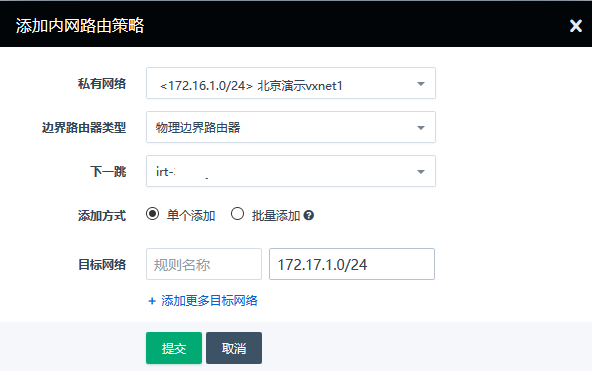 添加内网路由策略
私有网络 <172.16.1.0/24> 北京演示vxnet1
边界路由器类型 物理边界路由器
下一跳 irt-
添加方式 单个添加 批量添加
目标网络 规则名称 172.17.1.0/24
+ 添加更多目标网络
提交 取消